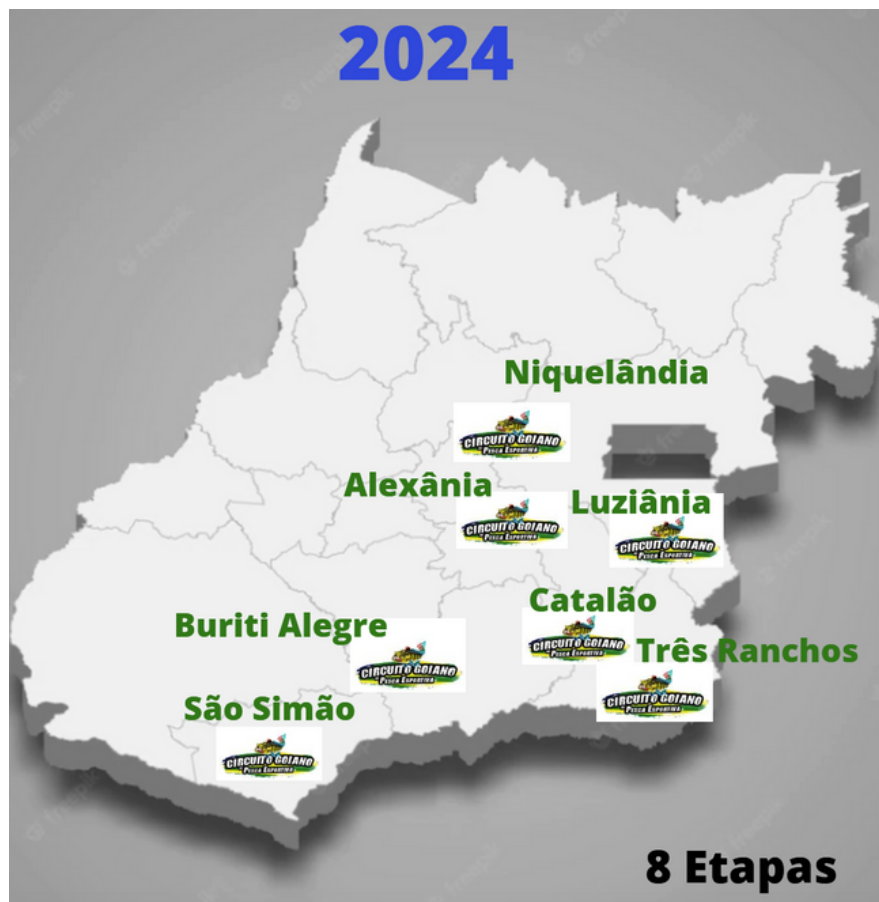 2024
Niquelândia
CIRCUITO GOIANO
PESCA ESPORTIVA
Alexânia
CIRCUITO GOIANO
PESCA ESPORTIVA
Luziânia
CIRCUITO GOIANO
PESCA ESPORTIVA
Catalão
CIRCUITO GOIANO
PESCA ESPORTIVA
Buriti Alegre
CIRCUITO GOIANO
PESCA ESPORTIVA
Três Ranchos
CIRCUITO GOIANO
PESCA ESPORTIVA
São Simão
CIRCUITO GOIANO
PESCA ESPORTIVA
8 Etapas
freepik